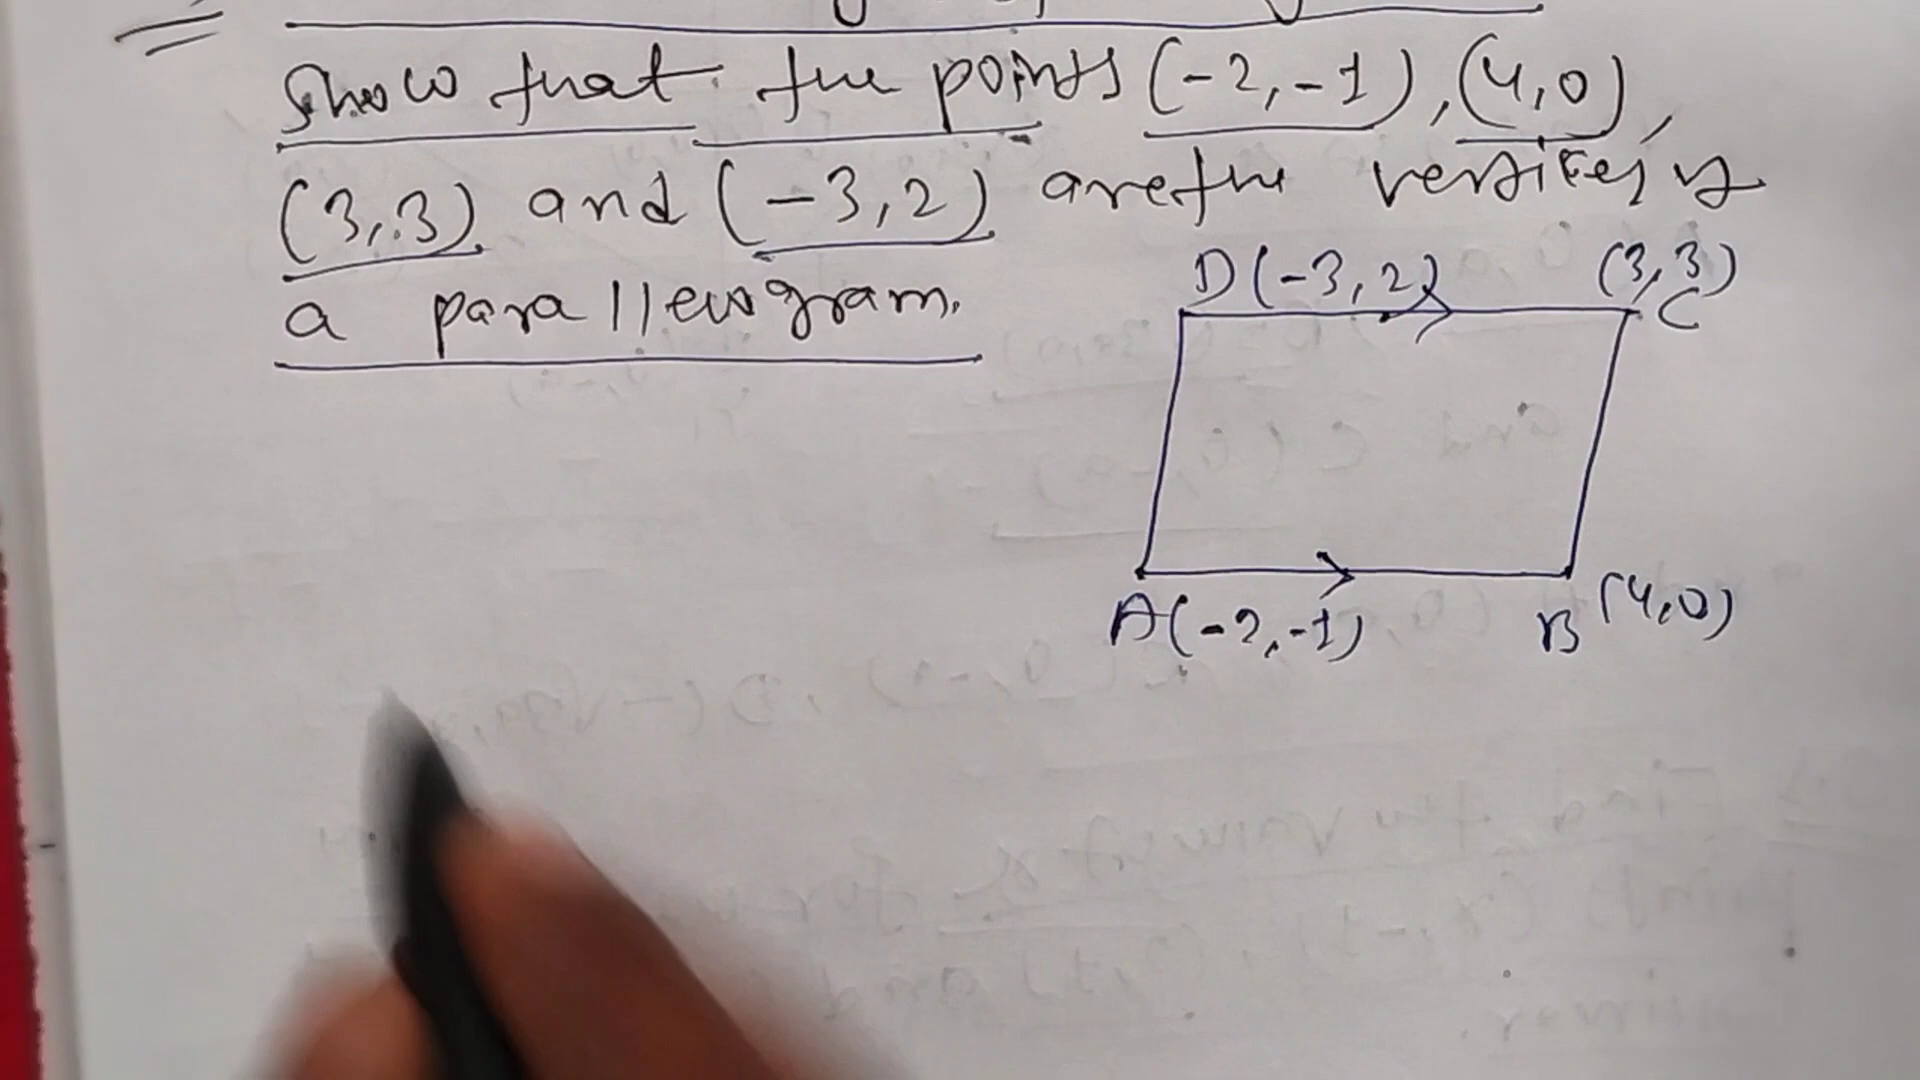 Show that the points (-2,-1), (4,0),
(3,3) and (-3,2) are the vertices of
a parallelogram.
D(-3,2) (3,3)
C
A(-2,-1) B (4,0)